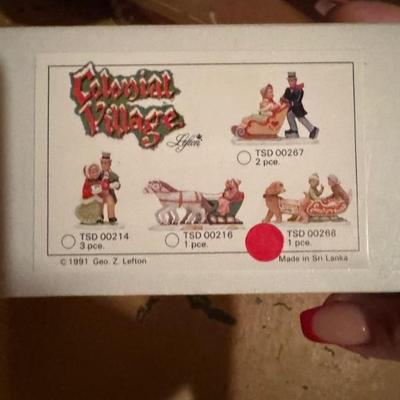 Colonial
Village
Lefton
TSD 00267
2 pce.
TSD 00214
3 pce.
TSD 00216
1 pce.
TSD 00268
1 pce.
© 1991 Geo. Z. Lefton
Made in Sri Lanka